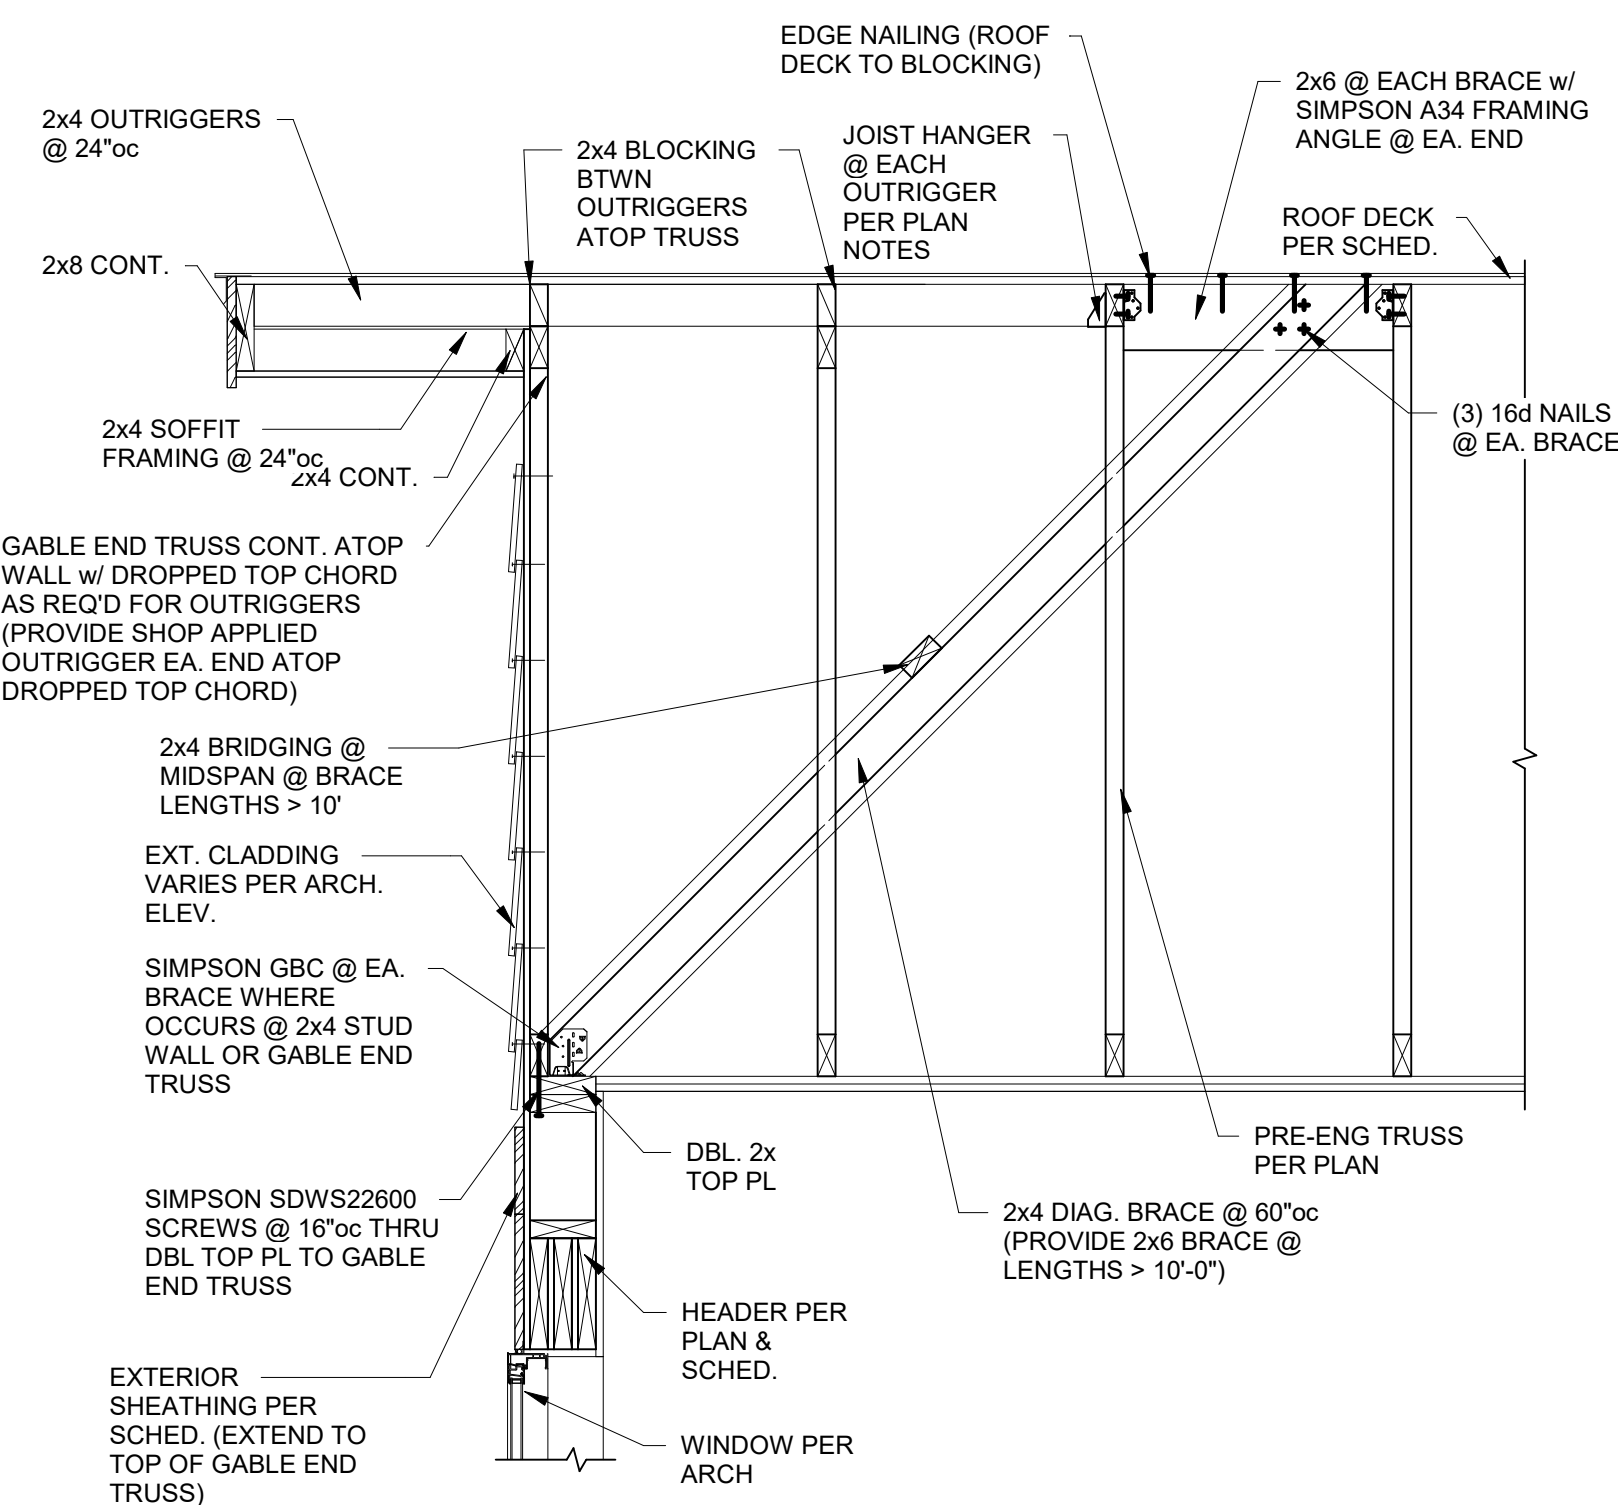 EDGE NAILING (ROOF
DECK TO BLOCKING)
2x6 @ EACH BRACE w/
SIMPSON A34 FRAMING
ANGLE @ EA. END
2x4 OUTRIGGERS
@ 24"oc
2x4 BLOCKING
BTWN
OUTRIGGERS
ATOP TRUSS
JOIST HANGER
@ EACH
OUTRIGGER
PER PLAN
NOTES
ROOF DECK
PER SCHED.
2x8 CONT.
2x4 SOFFIT
FRAMING @ 24"oc
2x4 CONT.
(3) 16d NAILS
@ EA. BRACE
GABLE END TRUSS CONT. ATOP
WALL w/ DROPPED TOP CHORD
AS REQ'D FOR OUTRIGGERS
(PROVIDE SHOP APPLIED
OUTRIGGER EA. END ATOP
DROPPED TOP CHORD)
2x4 BRIDGING @
MIDSPAN @ BRACE
LENGTHS > 10'
EXT. CLADDING
VARIES PER ARCH.
ELEV.
SIMPSON GBC @ EA.
BRACE WHERE
OCCURS @ 2x4 STUD
WALL OR GABLE END
TRUSS
DBL. 2x
TOP PL
PRE-ENG TRUSS
PER PLAN
SIMPSON SDWS22600
SCREWS @ 16"oc THRU
DBL TOP PL TO GABLE
END TRUSS
2x4 DIAG. BRACE @ 60"oc
(PROVIDE 2x6 BRACE @
LENGTHS > 10'-0")
HEADER PER
PLAN &
SCHED.
EXTERIOR
SHEATHING PER
SCHED. (EXTEND TO
TOP OF GABLE END
TRUSS)
WINDOW PER
ARCH